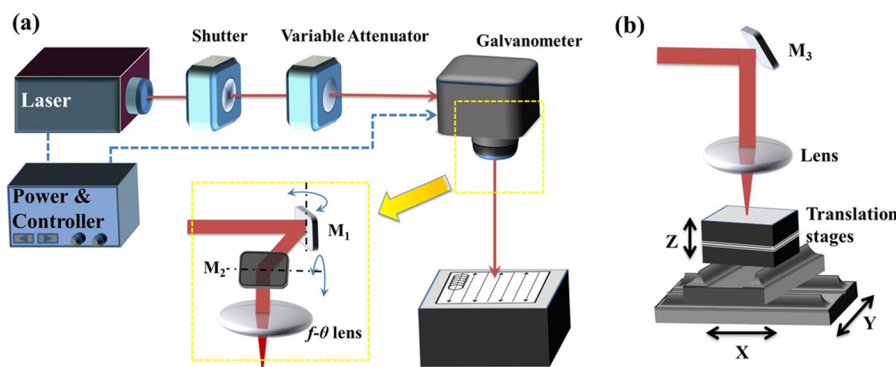 (a)
Shutter
Variable Attenuator
Galvanometer
Laser
Power &
Controller
M₁
M₂
f-θ lens
(b)
M₃
Lens
Translation
stages
Z
X
Y